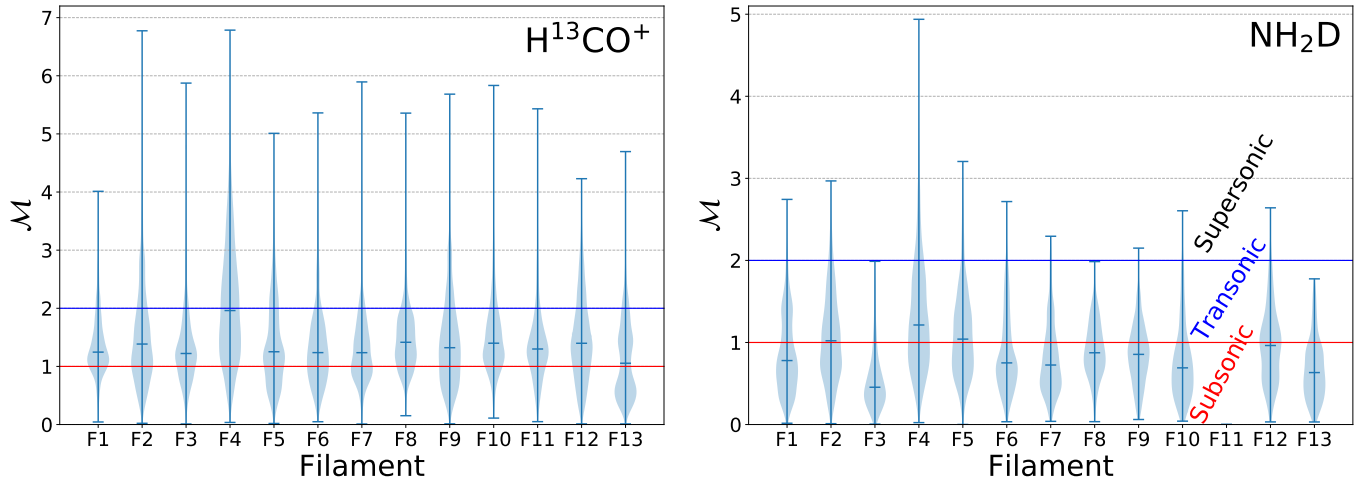 H¹³CO⁺
7
6
5
4
3
2
1
0
ℳ
F1 F2 F3 F4 F5 F6 F7 F8 F9 F10 F11 F12 F13
Filament
NH₂D
5
4
3
2
1
0
ℳ
Supersonic
Transonic
Subsonic
F1 F2 F3 F4 F5 F6 F7 F8 F9 F10 F11 F12 F13
Filament